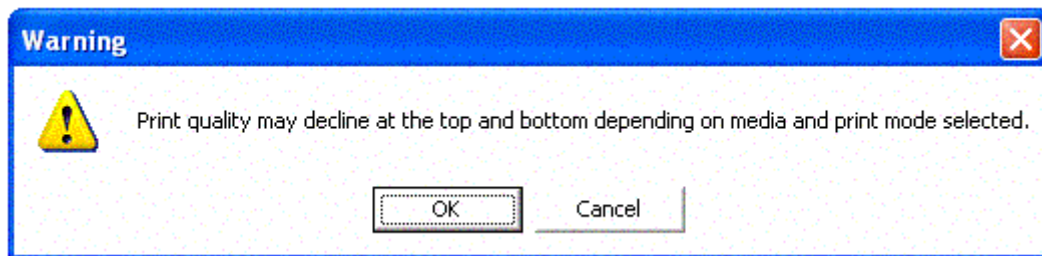 Warning
Print quality may decline at the top and bottom depending on media and print mode selected.
OK Cancel